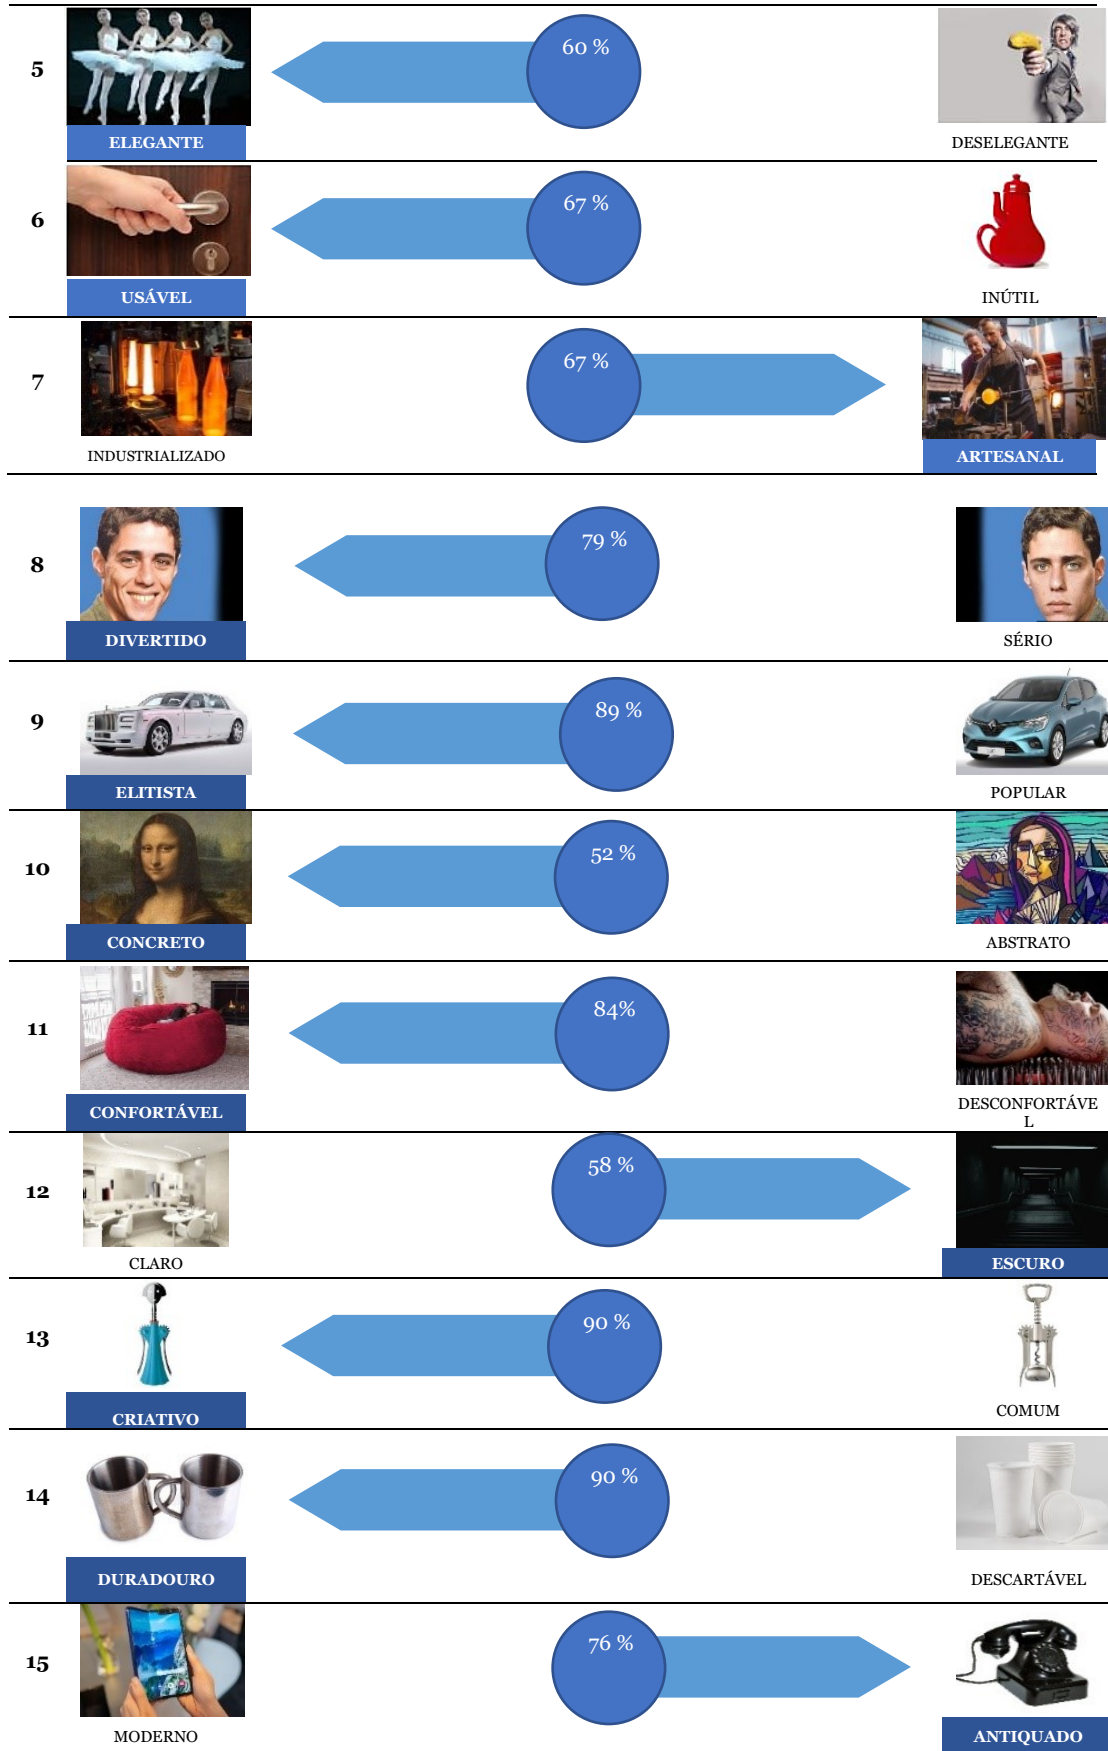 5
60 %
ELEGANTE
DESELEGANTE
6
67 %
USÁVEL
INÚTIL
7
67 %
INDUSTRIALIZADO
ARTESANAL
8
79 %
DIVERTIDO
SÉRIO
9
89 %
ELITISTA
POPULAR
10
52 %
CONCRETO
ABSTRATO
11
84%
CONFORTÁVEL
DESCONFORTÁVE
L
12
58 %
CLARO
ESCURO
13
90 %
CRIATIVO
COMUM
14
90 %
DURADOURO
DESCARTÁVEL
15
76 %
MODERNO
ANTIQUADO